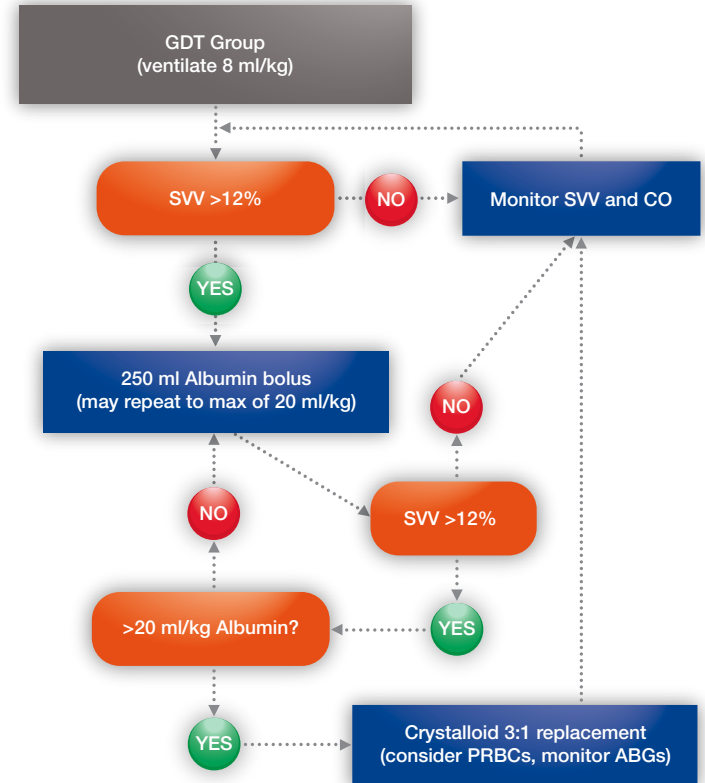 GDT Group
(ventilate 8 ml/kg)
SVV >12%
NO
Monitor SVV and CO
YES
250 ml Albumin bolus
(may repeat to max of 20 ml/kg)
NO
NO
SVV >12%
>20 ml/kg Albumin?
YES
YES
Crystalloid 3:1 replacement
(consider PRBCs, monitor ABGs)